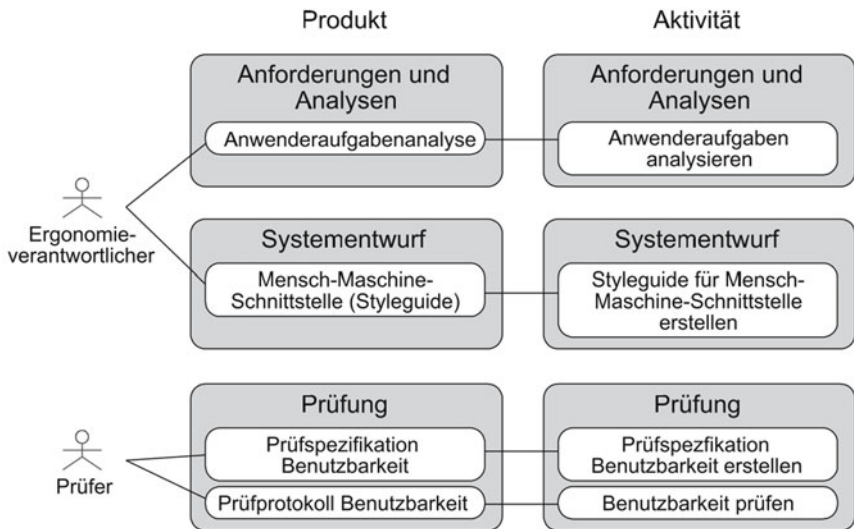 Produkt
Aktivität
Anforderungen und
Analysen
Anwenderaufgabenanalyse
Anforderungen und
Analysen
Anwenderaufgaben
analysieren
Ergonomie-
verantwortlicher
Systementwurf
Mensch-Maschine-
Schnittstelle (Styleguide)
Systementwurf
Styleguide für Mensch-
Maschine-Schnittstelle
erstellen
Prüfer
Prüfung
Prüfspezifikation
Benutzbarkeit
Prüfprotokoll Benutzbarkeit
Prüfung
Prüfspezfikation
Benutzbarkeit erstellen
Benutzbarkeit prüfen